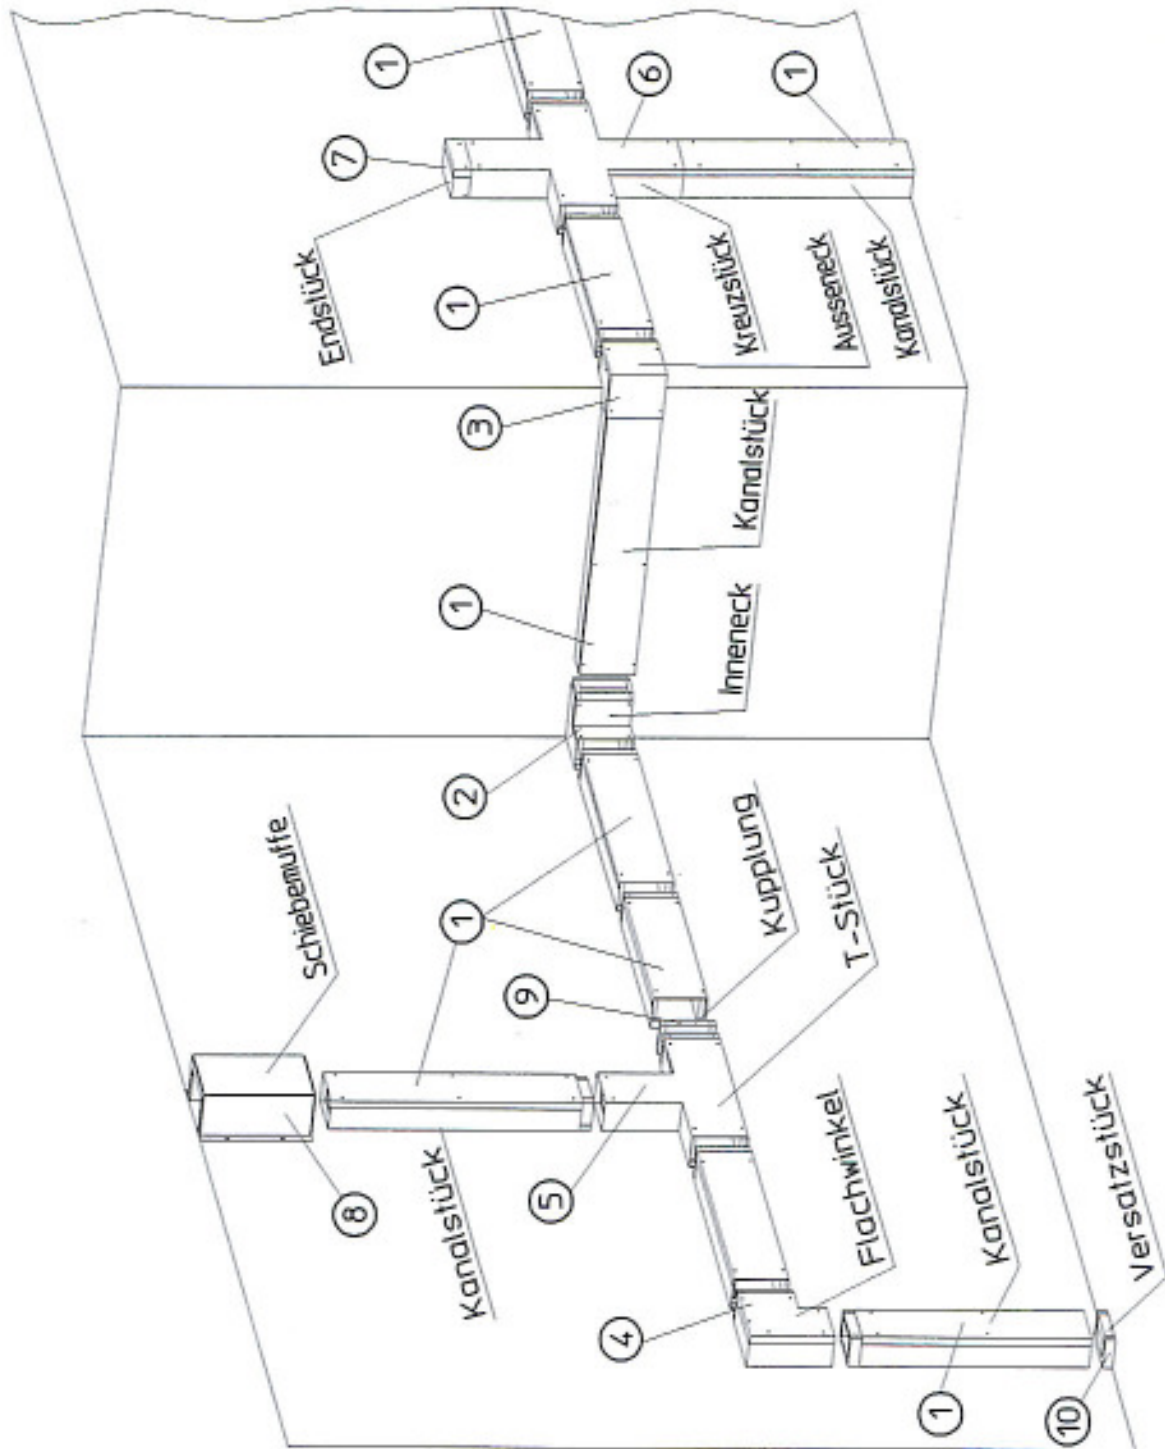 1
6
1
7
Endstück
1
Kreuzstück
Ausseneck
Kanalstück
3
Kanalstück
1
Inneneck
2
Schiebemuffe
1
Kupplung
T-Stück
9
8
Kanalstück
5
Flachwinkel
Kanalstück
Versatzstück
4
1
10